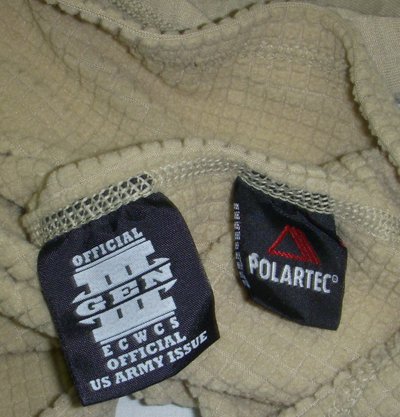 OFFICIAL
III
GEN
ECWCS
OFFICIAL
US ARMY ISSUE
POLARTEC®